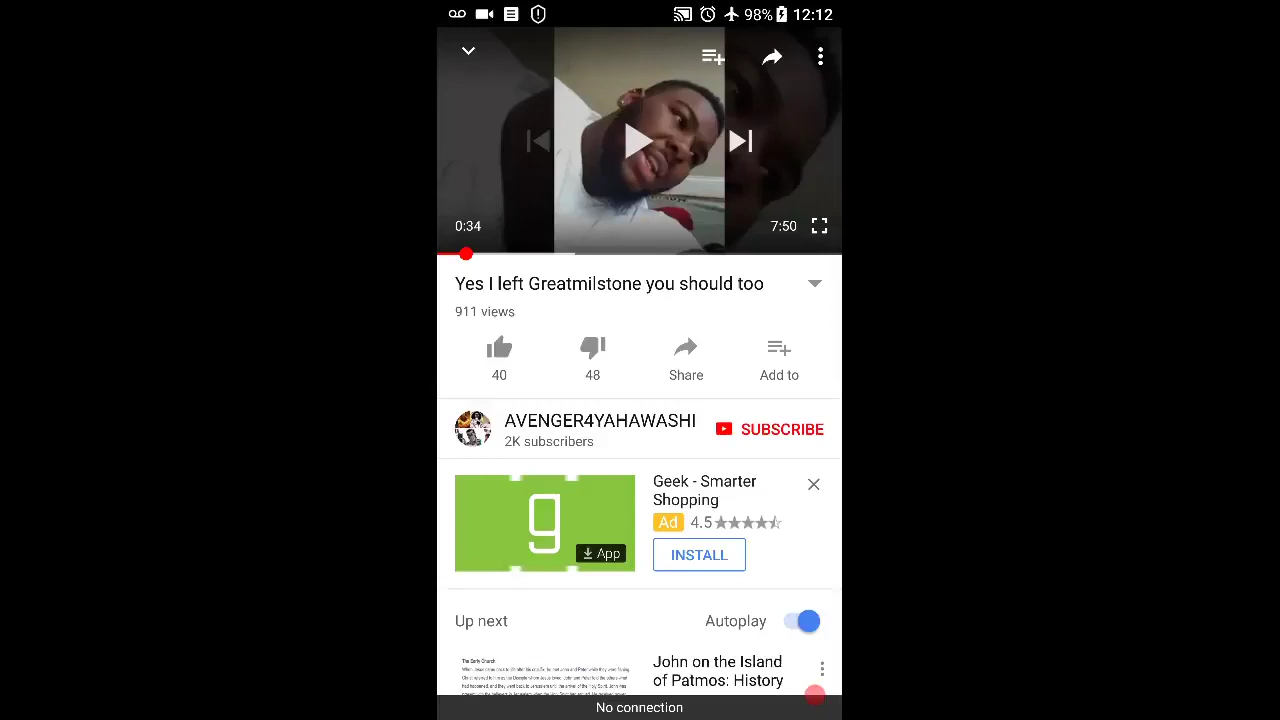 98% 12:12
0:34 7:50
Yes I left Greatmilstone you should too
911 views
40 48 Share Add to
AVENGER4YAHAWASHI SUBSCRIBE
2K subscribers
Geek - Smarter
Shopping
Ad 4.5
g App
INSTALL
Up next Autoplay
The Early Church
John on the Island
of Patmos: History
No connection